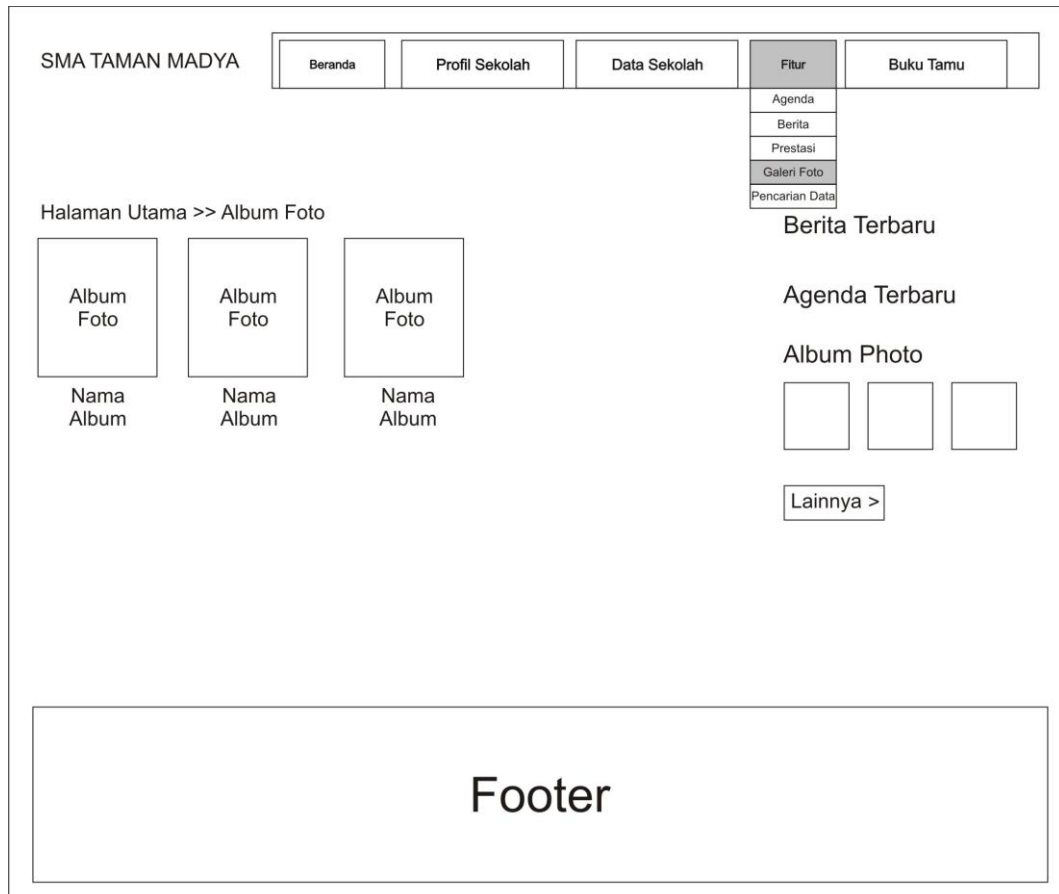 SMA TAMAN MADYA
Beranda
Profil Sekolah
Data Sekolah
Fitur
Buku Tamu
Agenda
Berita
Prestasi
Galeri Foto
Pencarian Data
Halaman Utama >> Album Foto
Album
Foto
Album
Foto
Album
Foto
Nama
Album
Nama
Album
Nama
Album
Berita Terbaru
Agenda Terbaru
Album Photo
Lainnya >
Footer